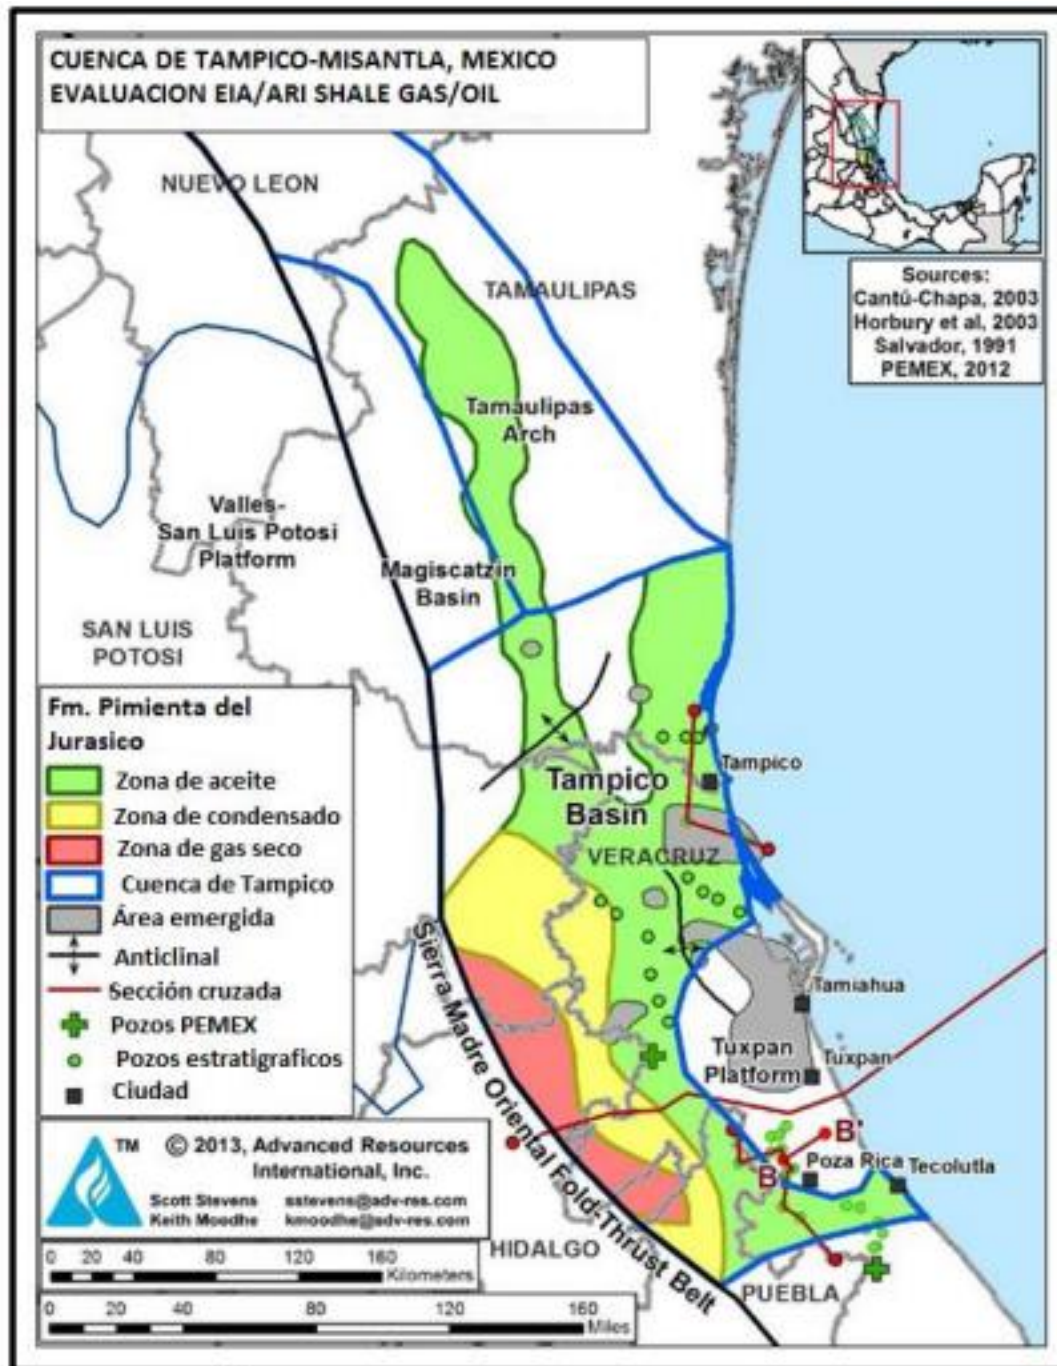 CUENCA DE TAMPICO-MISANTLA, MEXICO
EVALUACION EIA/ARI SHALE GAS/OIL
NUEVO LEON
TAMAULIPAS
Sources:
Cantú-Chapa, 2003
Horbury et al, 2003
Salvador, 1991
PEMEX, 2012
Tamaulipas
Arch
Valles-
San Luis Potosi
Platform
Magiscatzin
Basin
SAN LUIS
POTOSI
Fm. Pimienta del
Jurasico
Zona de aceite
Zona de condensado
Zona de gas seco
Cuenca de Tampico
Área emergida
Anticlinal
Sección cruzada
Pozos PEMEX
Pozos estratigraficos
Ciudad
Tampico
Tampico
Basin
VERACRUZ
Sierra Madre Oriental Fold-Thrust Belt
Tamiahua
Tuxpan
Platform
Tuxpan
B'
B
Poza Rica
Tecolutla
HIDALGO
PUEBLA
TM
© 2013, Advanced Resources
International, Inc.
Scott Stevens sstevens@adv-res.com
Keith Moodhe kmoodhe@adv-res.com
0 20 40 80 120 160
Kilometers
0 20 40 80 120 160
Miles